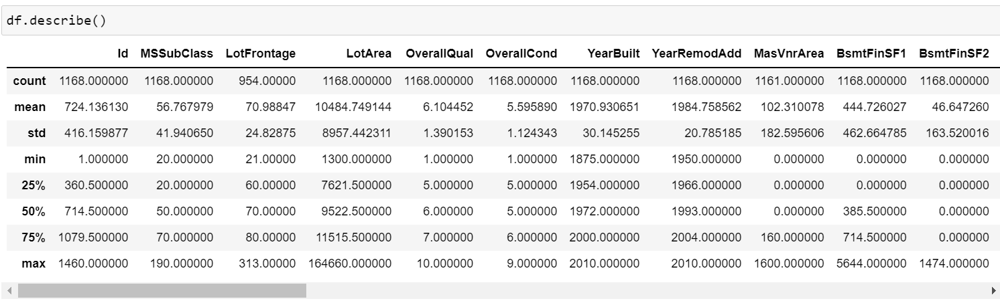 df.describe()
Id MSSubClass LotFrontage LotArea OverallQual OverallCond YearBuilt YearRemodAdd MasVnrArea BsmtFinSF1 BsmtFinSF2
count 1168.000000 1168.000000 954.00000 1168.000000 1168.000000 1168.000000 1168.000000 1168.000000 1161.000000 1168.000000 1168.000000
mean 724.136130 56.767979 70.98847 10484.749144 6.104452 5.595890 1970.930651 1984.758562 102.310078 444.726027 46.647260
std 416.159877 41.940650 24.82875 8957.442311 1.390153 1.124343 30.145255 20.785185 182.595606 462.664785 163.520016
min 1.000000 20.000000 21.00000 1300.000000 1.000000 1.000000 1875.000000 1950.000000 0.000000 0.000000 0.000000
25% 360.500000 20.000000 60.00000 7621.500000 5.000000 5.000000 1954.000000 1966.000000 0.000000 0.000000 0.000000
50% 714.500000 50.000000 70.00000 9522.500000 6.000000 5.000000 1972.000000 1993.000000 0.000000 385.500000 0.000000
75% 1079.500000 70.000000 80.00000 11515.500000 7.000000 6.000000 2000.000000 2004.000000 160.000000 714.500000 0.000000
max 1460.000000 190.000000 313.00000 164660.000000 10.000000 9.000000 2010.000000 2010.000000 1600.000000 5644.000000 1474.000000